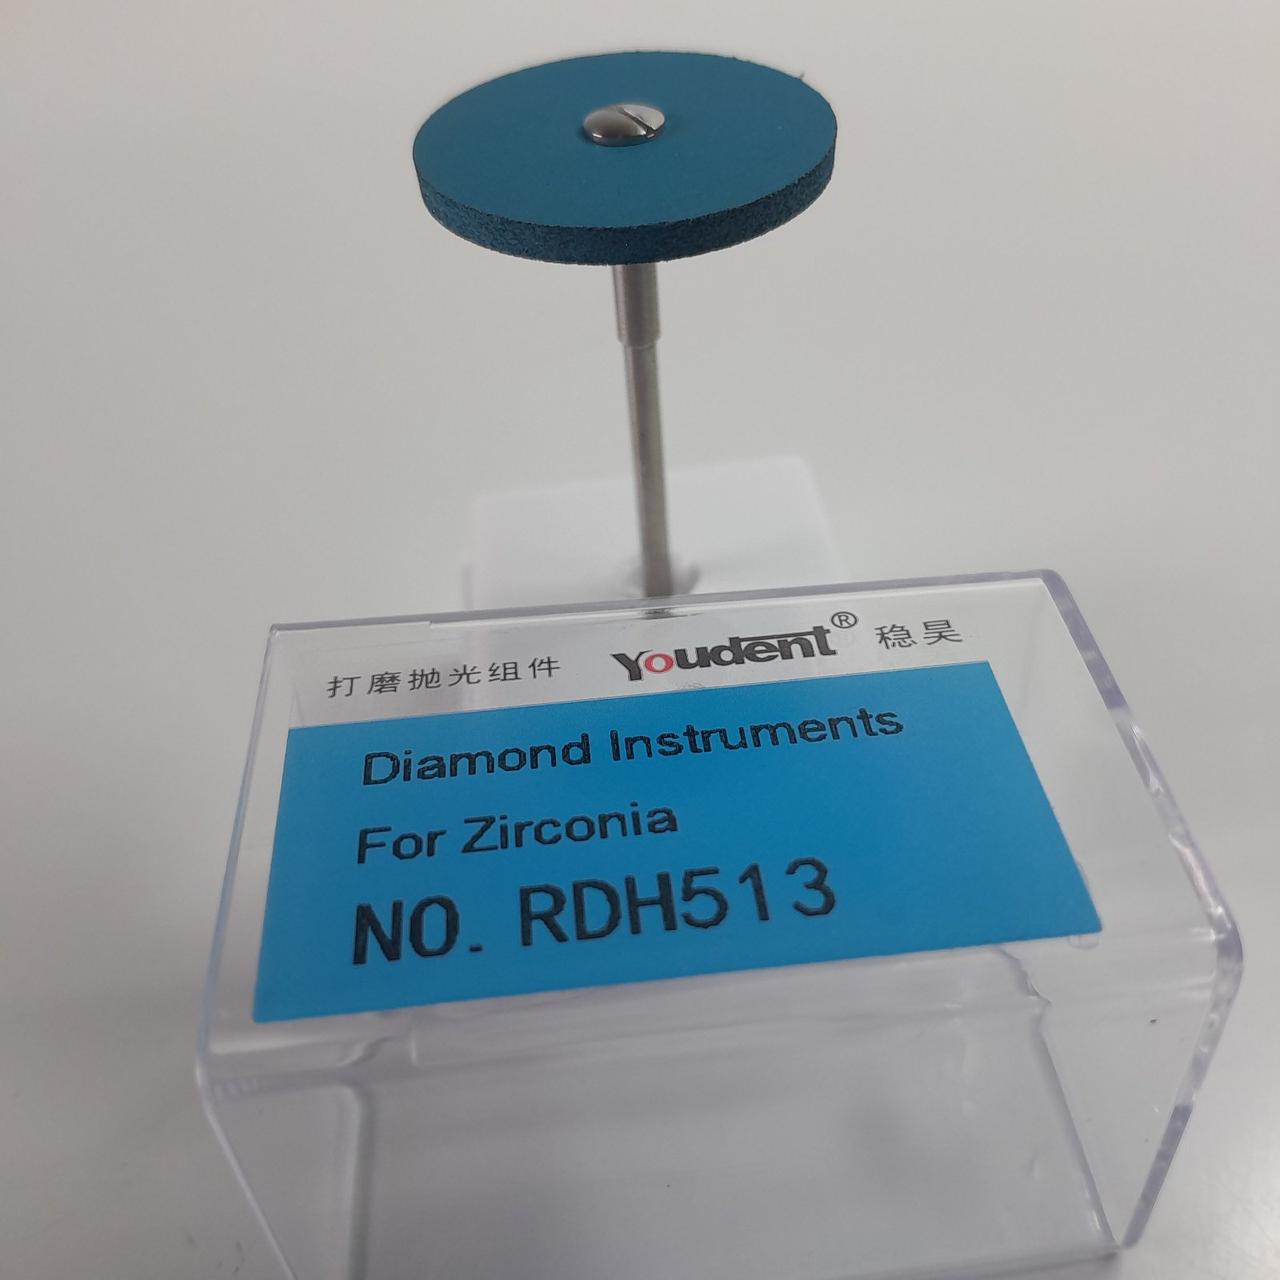 打磨抛光组件 Youdent® 稳昊
Diamond Instruments
For Zirconia
NO. RDH513